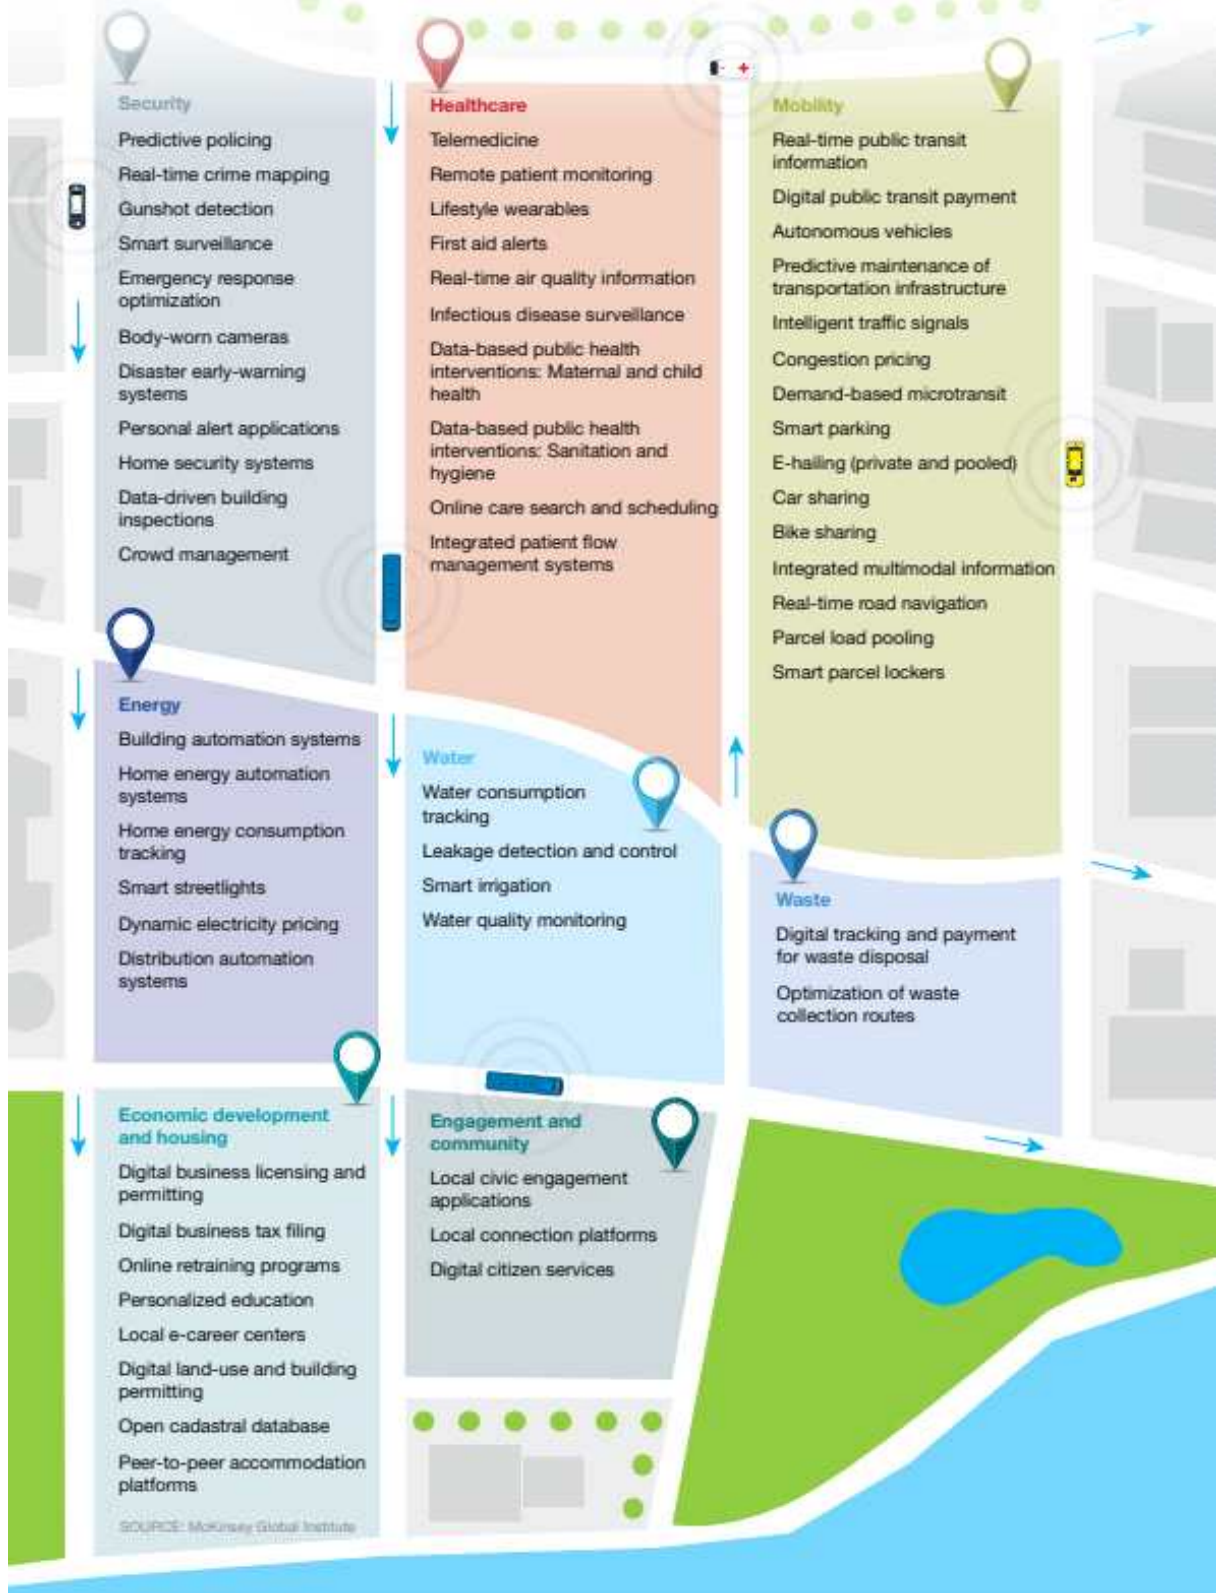 Security
Predictive policing
Real-time crime mapping
Gunshot detection
Smart surveillance
Emergency response
optimization
Body-worn cameras
Disaster early-warning
systems
Personal alert applications
Home security systems
Data-driven building
inspections
Crowd management
Healthcare
Telemedicine
Remote patient monitoring
Lifestyle wearables
First aid alerts
Real-time air quality information
Infectious disease surveillance
Data-based public health
interventions: Maternal and child
health
Data-based public health
interventions: Sanitation and
hygiene
Online care search and scheduling
Integrated patient flow
management systems
Mobility
Real-time public transit
information
Digital public transit payment
Autonomous vehicles
Predictive maintenance of
transportation infrastructure
Intelligent traffic signals
Congestion pricing
Demand-based microtransit
Smart parking
E-hailing (private and pooled)
Car sharing
Bike sharing
Integrated multimodal information
Real-time road navigation
Parcel load pooling
Smart parcel lockers
Energy
Building automation systems
Home energy automation
systems
Home energy consumption
tracking
Smart streetlights
Dynamic electricity pricing
Distribution automation
systems
Water
Water consumption
tracking
Leakage detection and control
Smart irrigation
Water quality monitoring
Waste
Digital tracking and payment
for waste disposal
Optimization of waste
collection routes
Economic development
and housing
Digital business licensing and
permitting
Digital business tax filing
Online retraining programs
Personalized education
Local e-career centers
Digital land-use and building
permitting
Open cadastral database
Peer-to-peer accommodation
platforms
Engagement and
community
Local civic engagement
applications
Local connection platforms
Digital citizen services
SOURCE: McKinsey Global Institute